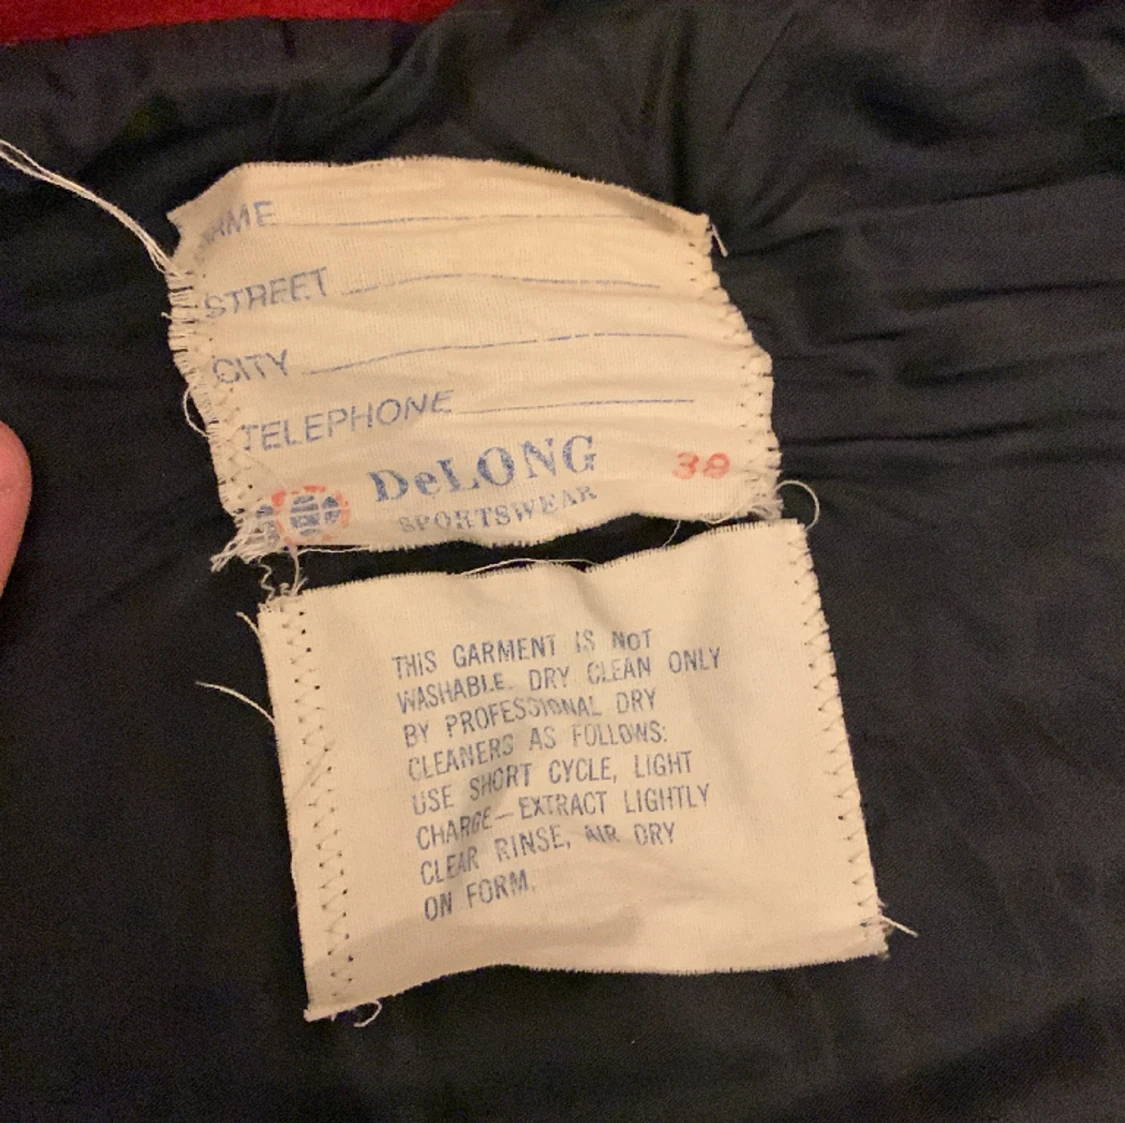 NAME
STREET
CITY
TELEPHONE
DeLONG 38
SPORTSWEAR
THIS GARMENT IS NOT
WASHABLE. DRY CLEAN ONLY
BY PROFESSIONAL DRY
CLEANERS AS FOLLOWS:
USE SHORT CYCLE, LIGHT
CHARGE—EXTRACT LIGHTLY
CLEAR RINSE, AIR DRY
ON FORM.